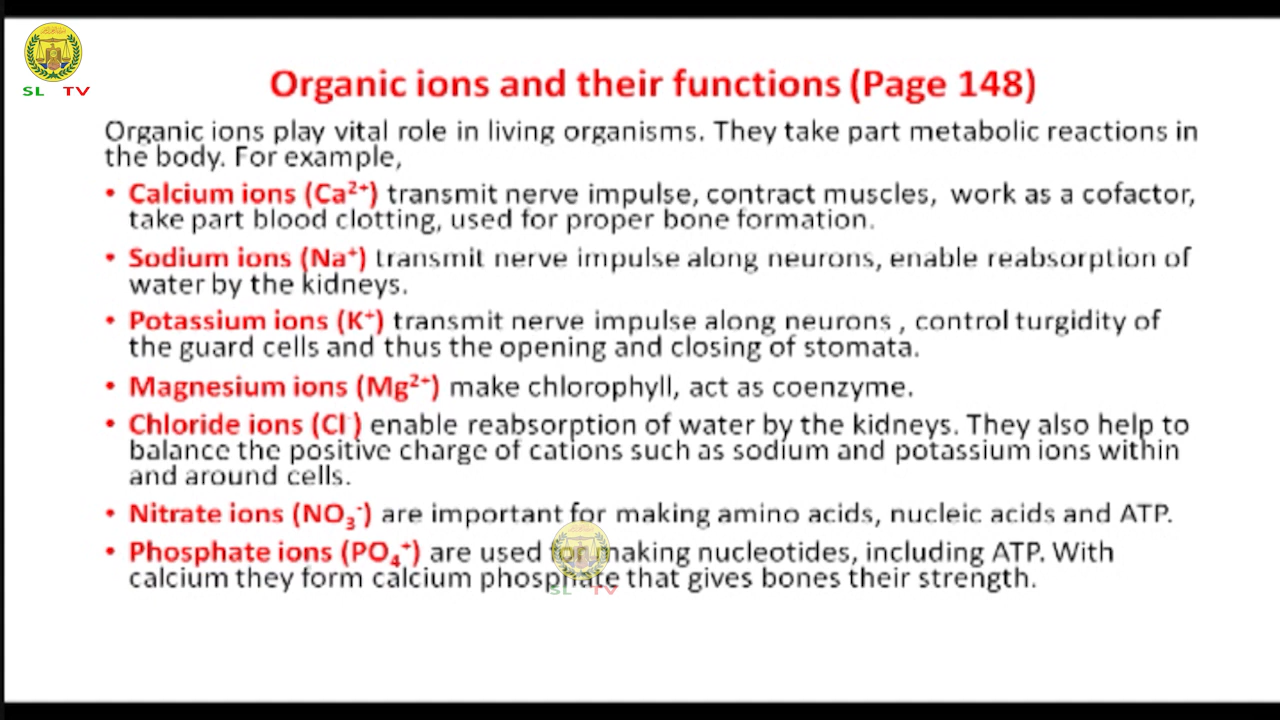 SL TV
Organic ions and their functions (Page 148)
Organic ions play vital role in living organisms. They take part metabolic reactions in
the body. For example,
• Calcium ions (Ca²⁺) transmit nerve impulse, contract muscles, work as a cofactor,
take part blood clotting, used for proper bone formation.
• Sodium ions (Na⁺) transmit nerve impulse along neurons, enable reabsorption of
water by the kidneys.
• Potassium ions (K⁺) transmit nerve impulse along neurons , control turgidity of
the guard cells and thus the opening and closing of stomata.
• Magnesium ions (Mg²⁺) make chlorophyll, act as coenzyme.
• Chloride ions (Cl⁻) enable reabsorption of water by the kidneys. They also help to
balance the positive charge of cations such as sodium and potassium ions within
and around cells.
• Nitrate ions (NO₃⁻) are important for making amino acids, nucleic acids and ATP.
• Phosphate ions (PO₄⁺) are used for making nucleotides, including ATP. With
calcium they form calcium phosphate that gives bones their strength.
SL TV